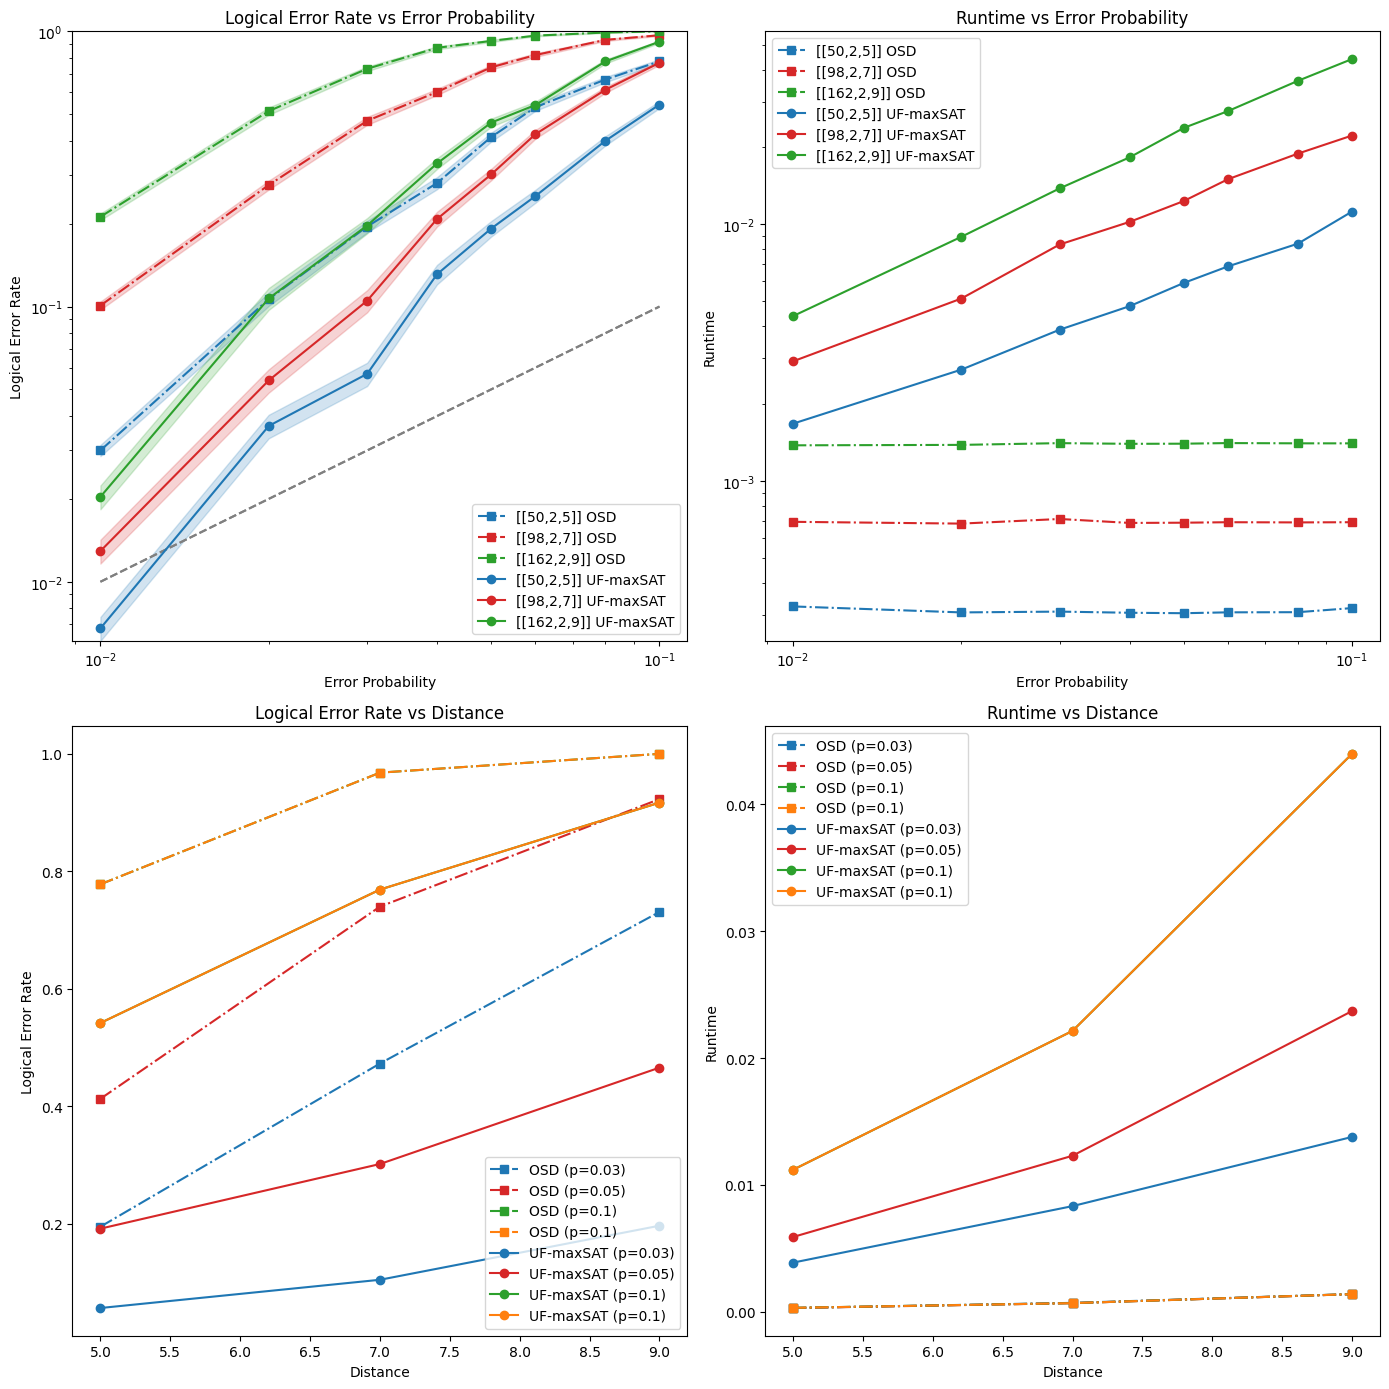 Logical Error Rate vs Error Probability
10⁰
10⁻¹
10⁻²
Logical Error Rate
[[50,2,5]] OSD
[[98,2,7]] OSD
[[162,2,9]] OSD
[[50,2,5]] UF-maxSAT
[[98,2,7]] UF-maxSAT
[[162,2,9]] UF-maxSAT
10⁻² 10⁻¹
Error Probability
Runtime vs Error Probability
[[50,2,5]] OSD
[[98,2,7]] OSD
[[162,2,9]] OSD
[[50,2,5]] UF-maxSAT
[[98,2,7]] UF-maxSAT
[[162,2,9]] UF-maxSAT
10⁻²
10⁻³
Runtime
10⁻² 10⁻¹
Error Probability
Logical Error Rate vs Distance
1.0
0.8
0.6
0.4
0.2
Logical Error Rate
OSD (p=0.03)
OSD (p=0.05)
OSD (p=0.1)
OSD (p=0.1)
UF-maxSAT (p=0.03)
UF-maxSAT (p=0.05)
UF-maxSAT (p=0.1)
UF-maxSAT (p=0.1)
5.0 5.5 6.0 6.5 7.0 7.5 8.0 8.5 9.0
Distance
Runtime vs Distance
OSD (p=0.03)
OSD (p=0.05)
OSD (p=0.1)
OSD (p=0.1)
UF-maxSAT (p=0.03)
UF-maxSAT (p=0.05)
UF-maxSAT (p=0.1)
UF-maxSAT (p=0.1)
0.04
0.03
0.02
0.01
0.00
Runtime
5.0 5.5 6.0 6.5 7.0 7.5 8.0 8.5 9.0
Distance